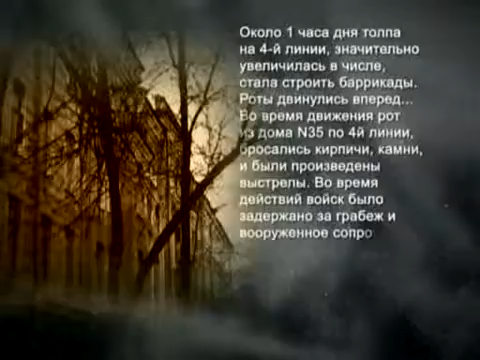 Около 1 часа дня толпа
на 4-й линии, значительно
увеличилась в числе,
стала строить баррикады.
Роты двинулись вперед...
Во время движения рот
из дома N35 по 4й линии,
бросались кирпичи, камни,
и были произведены
выстрелы. Во время
действий войск было
задержано за грабеж и
вооруженное сопро